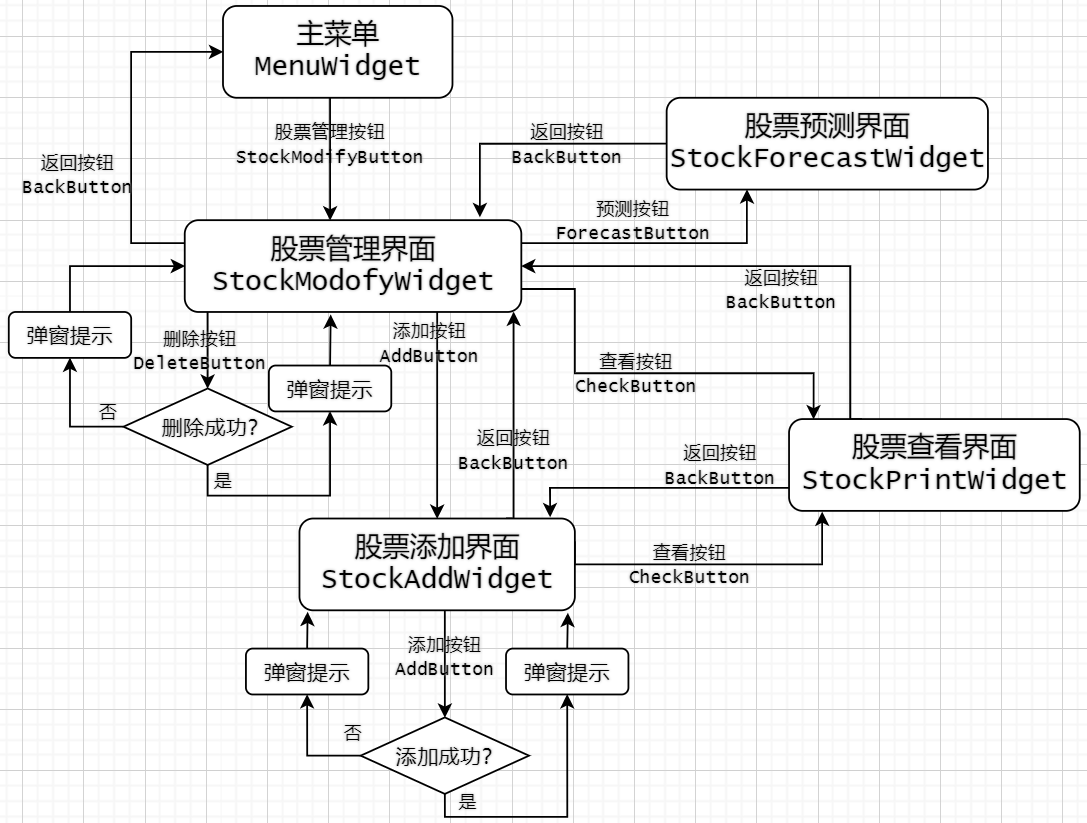 主菜单
MenuWidget
股票管理按钮
StockModifyButton
返回按钮
BackButton
返回按钮
BackButton
股票预测界面
StockForecastWidget
预测按钮
ForecastButton
股票管理界面
StockModofyWidget
返回按钮
BackButton
弹窗提示
删除按钮
DeleteButton
弹窗提示
添加按钮
AddButton
查看按钮
CheckButton
否
删除成功?
是
返回按钮
BackButton
返回按钮
BackButton
股票查看界面
StockPrintWidget
股票添加界面
StockAddWidget
查看按钮
CheckButton
弹窗提示
添加按钮
AddButton
弹窗提示
否
添加成功?
是